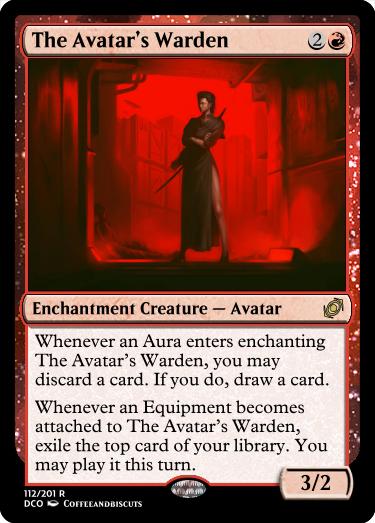 The Avatar's Warden 2
Enchantment Creature — Avatar
Whenever an Aura enters enchanting
The Avatar's Warden, you may
discard a card. If you do, draw a card.
Whenever an Equipment becomes
attached to The Avatar's Warden,
exile the top card of your library. You
may play it this turn.
3/2
112/201 R
DCO COFFEEANDBISCUTS